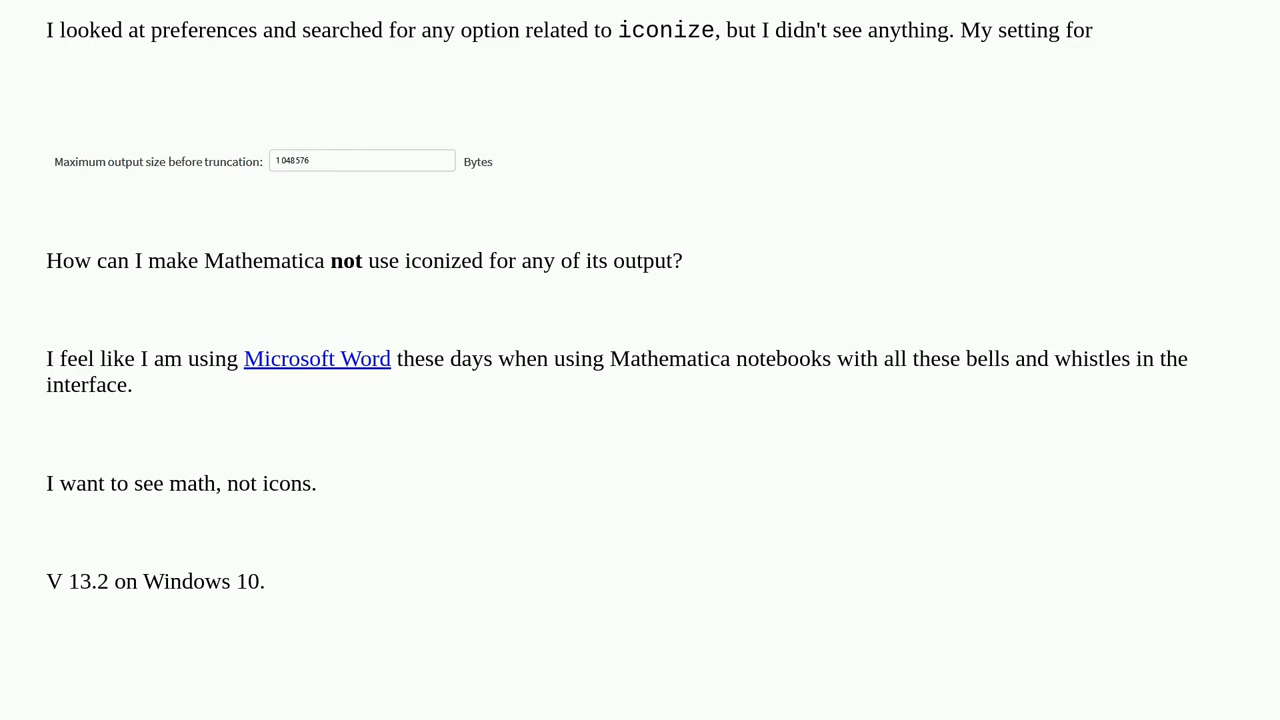 I looked at preferences and searched for any option related to iconize, but I didn't see anything. My setting for
Maximum output size before truncation: 1 048 576 Bytes
How can I make Mathematica not use iconized for any of its output?
I feel like I am using Microsoft Word these days when using Mathematica notebooks with all these bells and whistles in the
interface.
I want to see math, not icons.
V 13.2 on Windows 10.